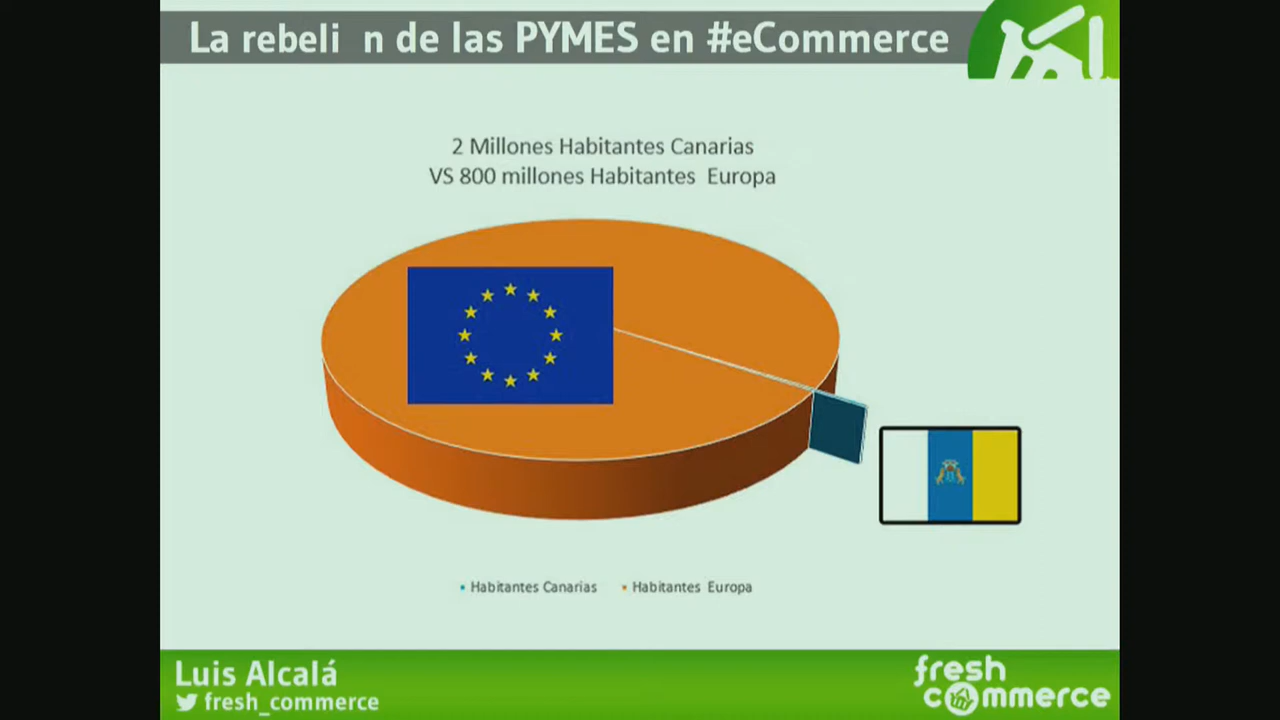 La rebeli n de las PYMES en #eCommerce
2 Millones Habitantes Canarias
VS 800 millones Habitantes Europa
Habitantes Canarias
Habitantes Europa
Luis Alcalá
fresh_commerce
fresh
commerce